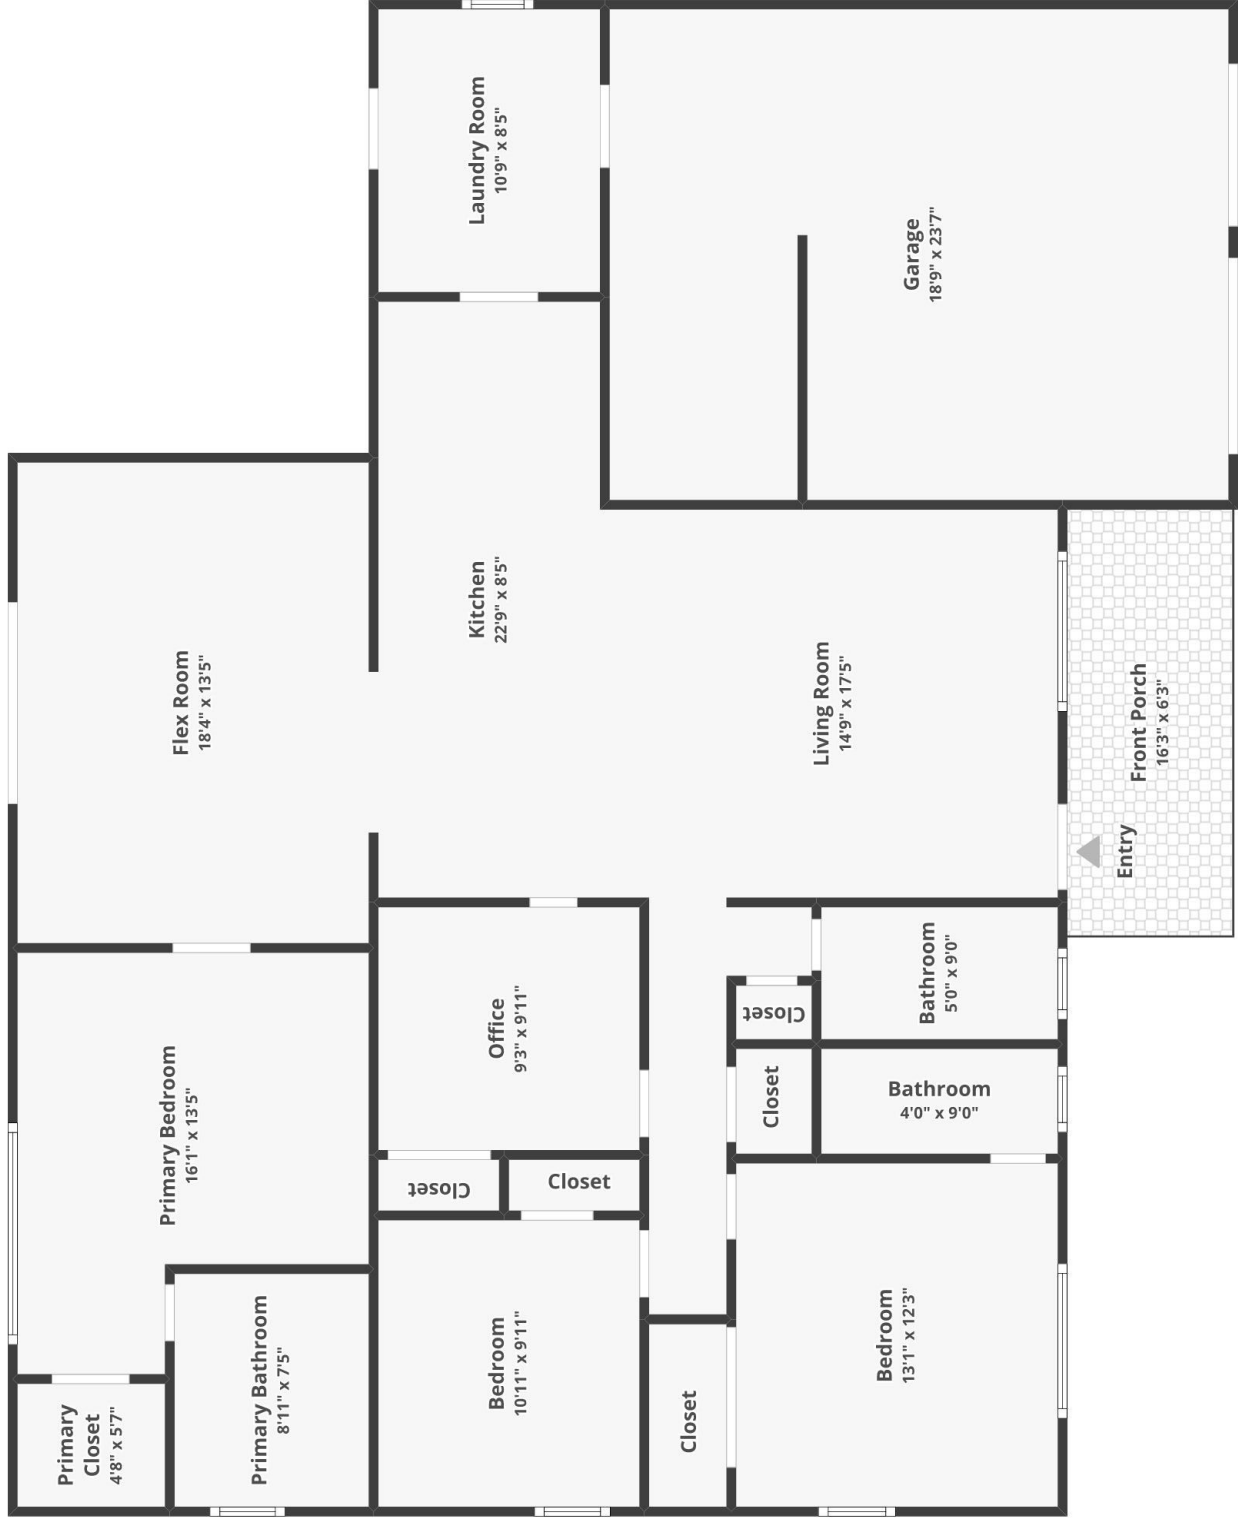 Laundry Room
10'9" x 8'5"
Garage
18'9" x 23'7"
Kitchen
22'9" x 8'5"
Flex Room
18'4" x 13'5"
Living Room
14'9" x 17'5"
Front Porch
16'3" x 6'3"
Entry
Bathroom
5'0" x 9'0"
Closet
Office
9'3" x 9'11"
Closet
Bathroom
4'0" x 9'0"
Primary Bedroom
16'1" x 13'5"
Closet
Closet
Primary Bathroom
8'11" x 7'5"
Bedroom
10'11" x 9'11"
Bedroom
13'1" x 12'3"
Closet
Primary
Closet
4'8" x 5'7"